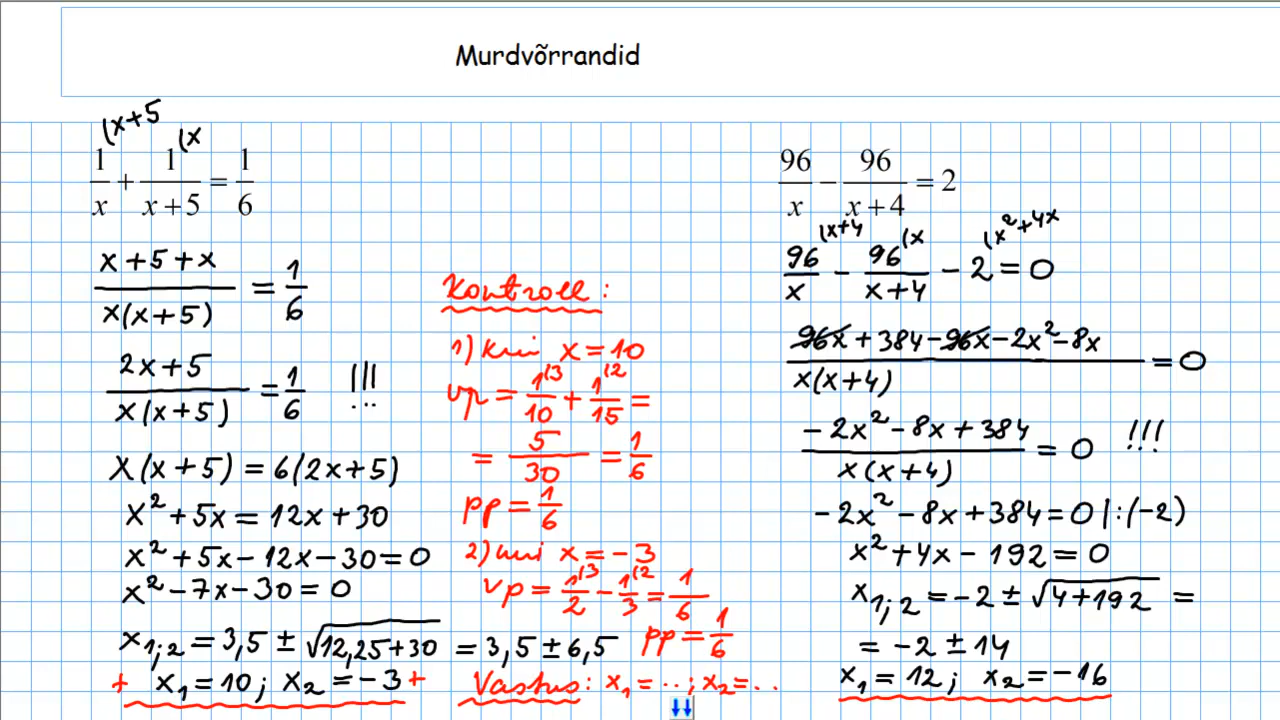 Murdvõrrandid
(x+5 (x
1/x + 1/(x+5) = 1/6
(x+5+x)/(x(x+5)) = 1/6
(2x+5)/(x(x+5)) = 1/6 !!!
x(x+5) = 6(2x+5)
x²+5x = 12x+30
x²+5x-12x-30=0
x²-7x-30=0
x₁;₂ = 3,5 ± √(12,25+30) = 3,5 ± 6,5
+ x₁=10; x₂=-3 +
Kontroll:
1) kui x=10
vp = 1(3/10 + 1(2/15 =
= 5/30 = 1/6
pp = 1/6
2) kui x=-3
vp = 1(3/2 - 1(2/3 = 1/6
pp = 1/6
Vastus: x₁=..; x₂=..
96/x - 96/(x+4) = 2
(x+4 (x (x²+4x
96/x - 96/(x+4) - 2 = 0
(96x+384-96x-2x²-8x)/(x(x+4)) = 0
(-2x²-8x+384)/(x(x+4)) = 0 !!!
-2x²-8x+384=0 |:(-2)
x²+4x-192=0
x₁;₂ = -2 ± √(4+192) =
= -2 ± 14
x₁=12; x₂=-16